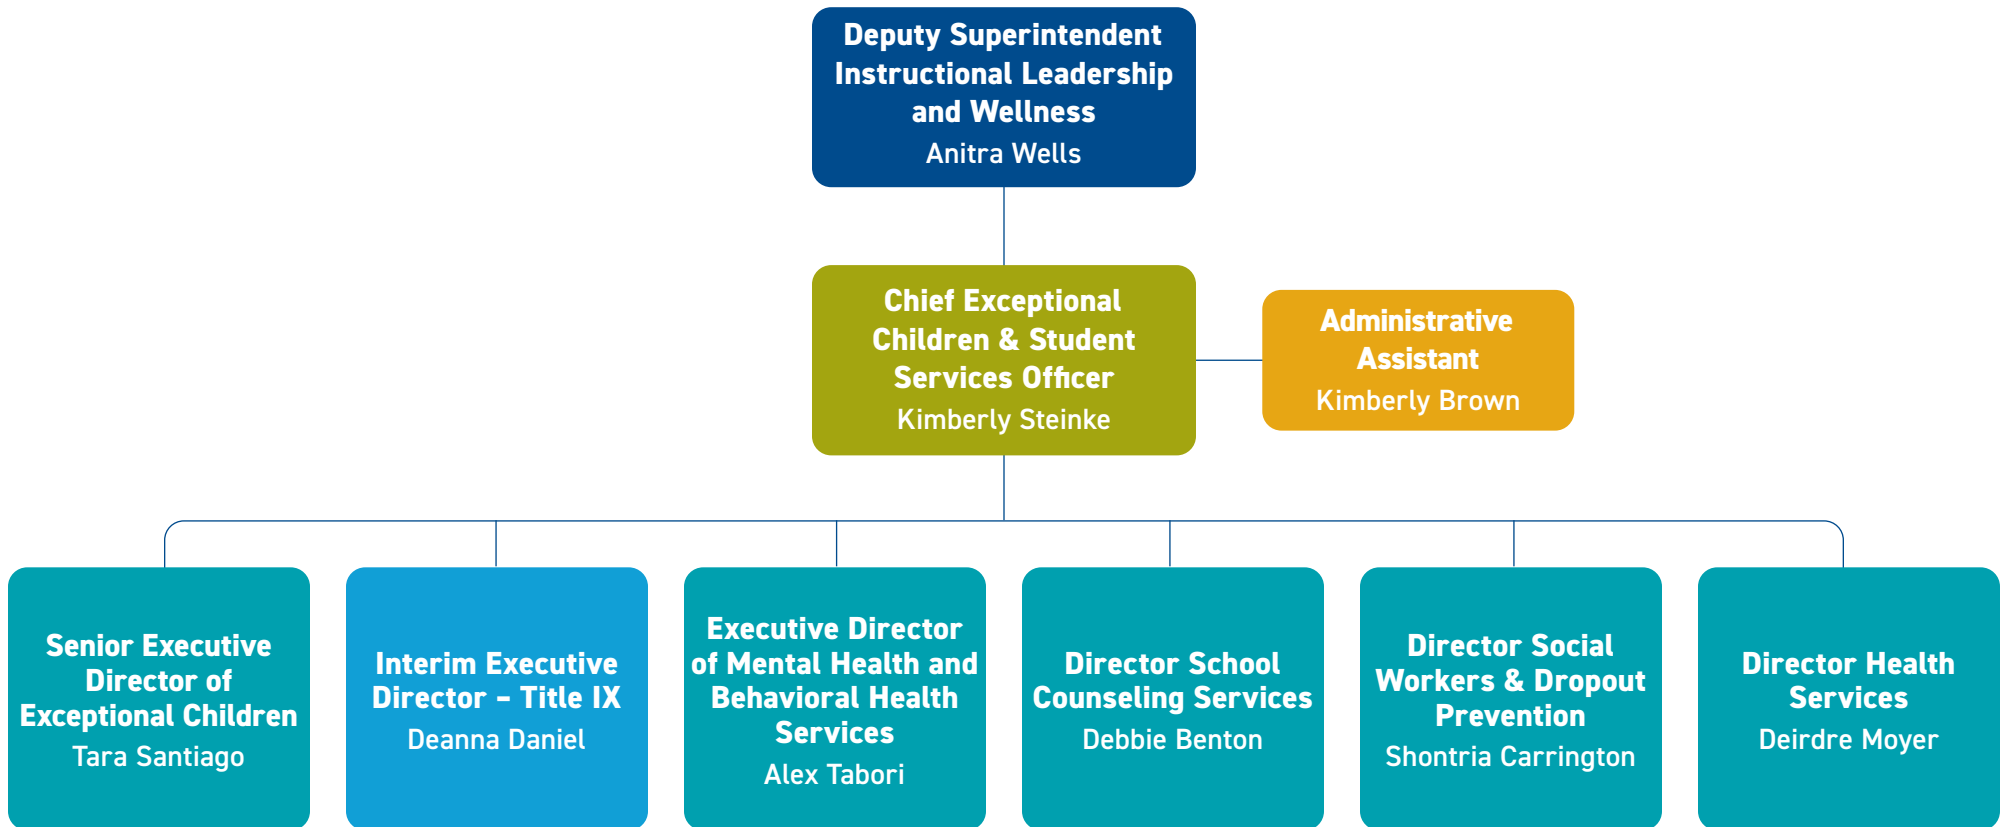 Deputy Superintendent
Instructional Leadership
and Wellness
Anitra Wells
Chief Exceptional
Children & Student
Services Officer
Kimberly Steinke
Administrative
Assistant
Kimberly Brown
Senior Executive
Director of
Exceptional Children
Tara Santiago
Interim Executive
Director – Title IX
Deanna Daniel
Executive Director
of Mental Health and
Behavioral Health
Services
Alex Tabori
Director School
Counseling Services
Debbie Benton
Director Social
Workers & Dropout
Prevention
Shontria Carrington
Director Health
Services
Deirdre Moyer